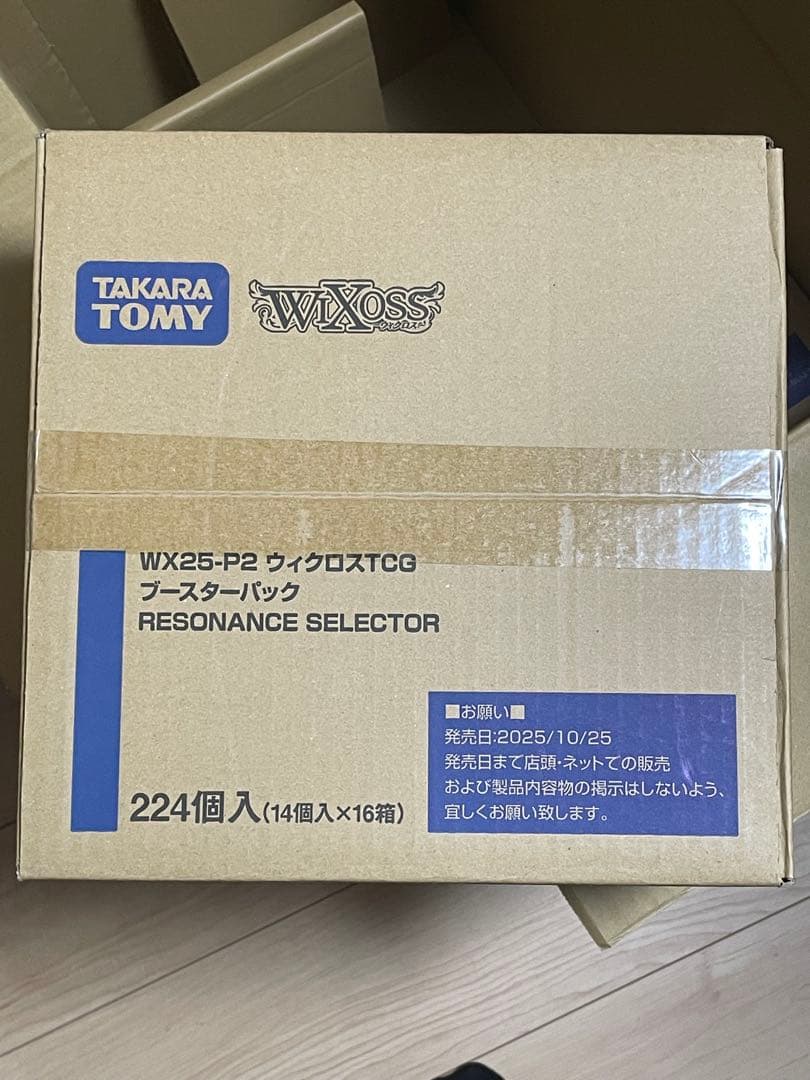 TAKARA
TOMY
WIXOSS
ウィクロス
WX25-P2 ウィクロスTCG
ブースターパック
RESONANCE SELECTOR
224個入(14個入×16箱)
■お願い■
発売日:2025/10/25
発売日まで店頭・ネットでの販売
および製品内容物の掲示はしないよう、
宜しくお願い致します。